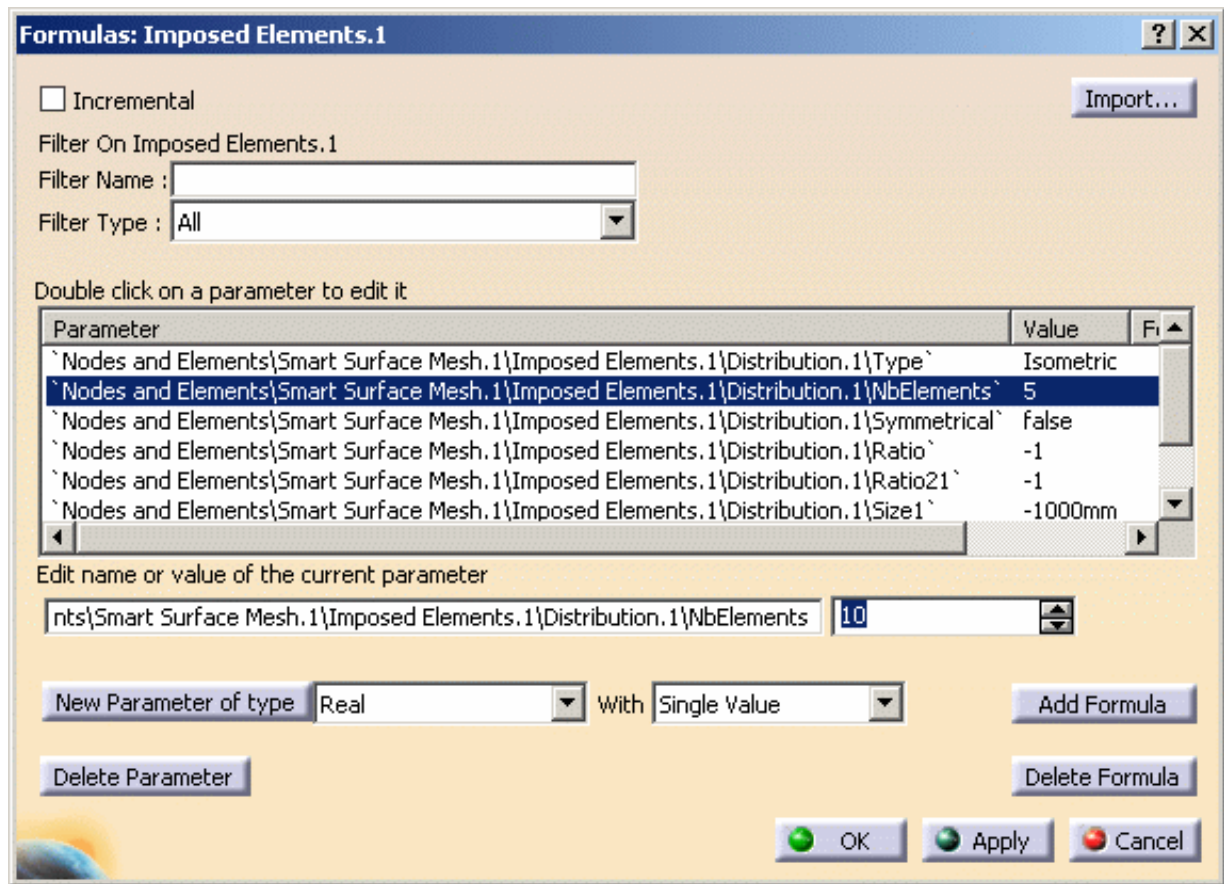 Formulas: Imposed Elements.1
?
Incremental
Import...
Filter On Imposed Elements.1
Filter Name :
Filter Type : All
Double click on a parameter to edit it
Parameter Value
`Nodes and Elements\Smart Surface Mesh.1\Imposed Elements.1\Distribution.1\Type` Isometric
`Nodes and Elements\Smart Surface Mesh.1\Imposed Elements.1\Distribution.1\NbElements` 5
`Nodes and Elements\Smart Surface Mesh.1\Imposed Elements.1\Distribution.1\Symmetrical` false
`Nodes and Elements\Smart Surface Mesh.1\Imposed Elements.1\Distribution.1\Ratio` -1
`Nodes and Elements\Smart Surface Mesh.1\Imposed Elements.1\Distribution.1\Ratio21` -1
`Nodes and Elements\Smart Surface Mesh.1\Imposed Elements.1\Distribution.1\Size1` -1000mm
Edit name or value of the current parameter
nts\Smart Surface Mesh.1\Imposed Elements.1\Distribution.1\NbElements 10
New Parameter of type Real With Single Value Add Formula
Delete Parameter Delete Formula
OK Apply Cancel